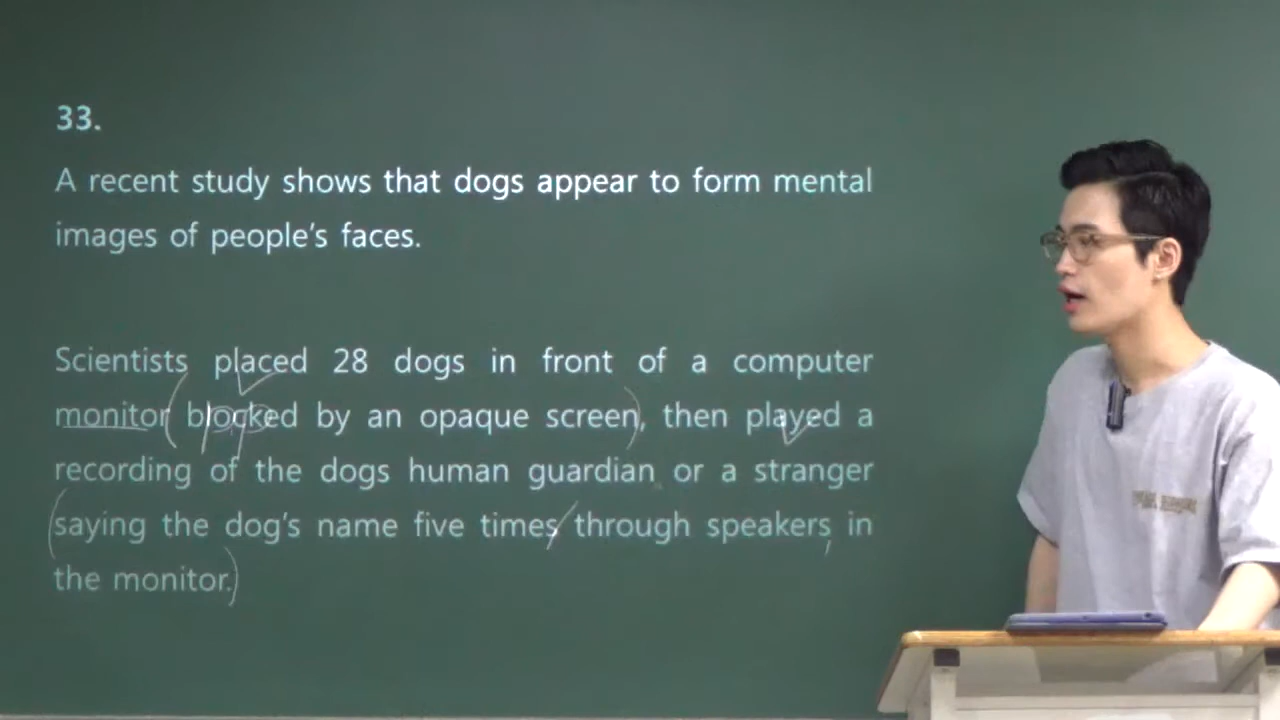 33.
A recent study shows that dogs appear to form mental
images of people's faces.
Scientists placed 28 dogs in front of a computer
monitor blocked by an opaque screen, then played a
recording of the dogs human guardian or a stranger
saying the dog's name five times through speakers in
the monitor.